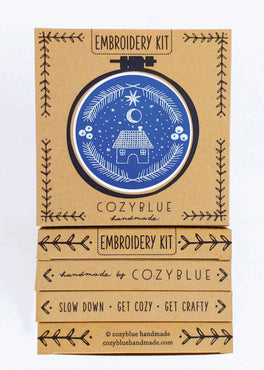 EMBROIDERY KIT
COZYBLUE
handmade
EMBROIDERY KIT
handmade by COZYBLUE
SLOW DOWN · GET COZY · GET CRAFTY
© cozyblue handmade
cozybluehandmade.com